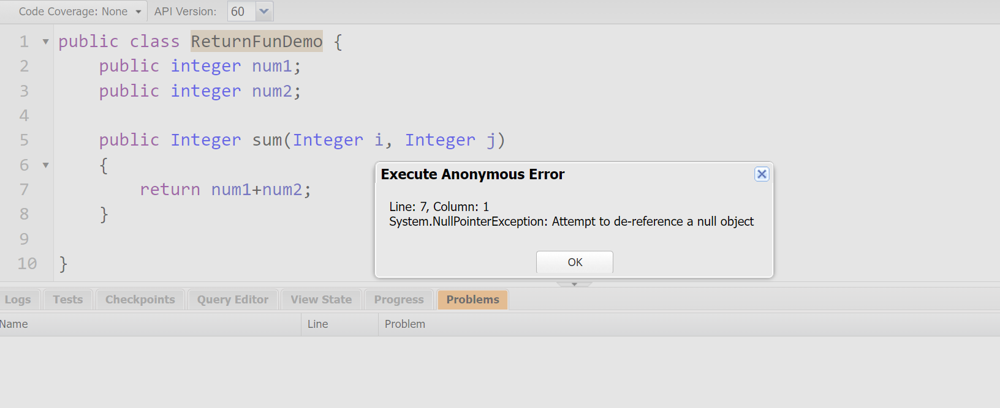 Code Coverage: None API Version: 60
1 public class ReturnFunDemo {
2 public integer num1;
3 public integer num2;
4
5 public Integer sum(Integer i, Integer j)
6 {
7 return num1+num2;
8 }
9
10 }
Execute Anonymous Error
Line: 7, Column: 1
System.NullPointerException: Attempt to de-reference a null object
OK
Logs Tests Checkpoints Query Editor View State Progress Problems
Name Line Problem